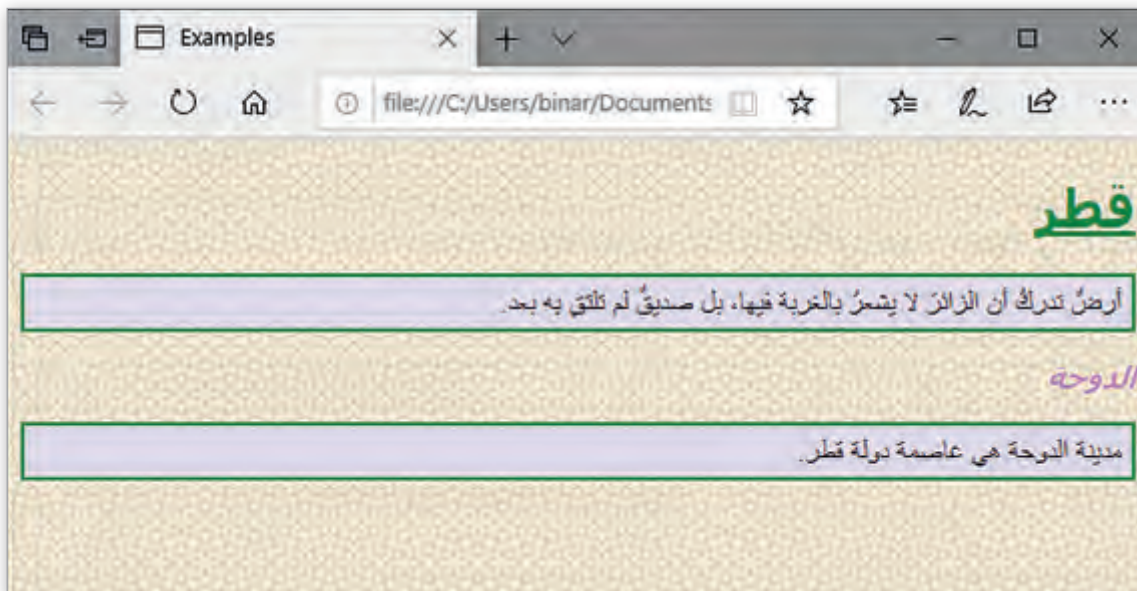 Examples
file:///C:/Users/binar/Documents
قطر
أرضٌ تدركُ أن الزائرَ لا يشعرُ بالغربة فيها، بل صديقٌ لم تلتقِ به بعد.
الدوحة
مدينة الدوحة هي عاصمة دولة قطر.